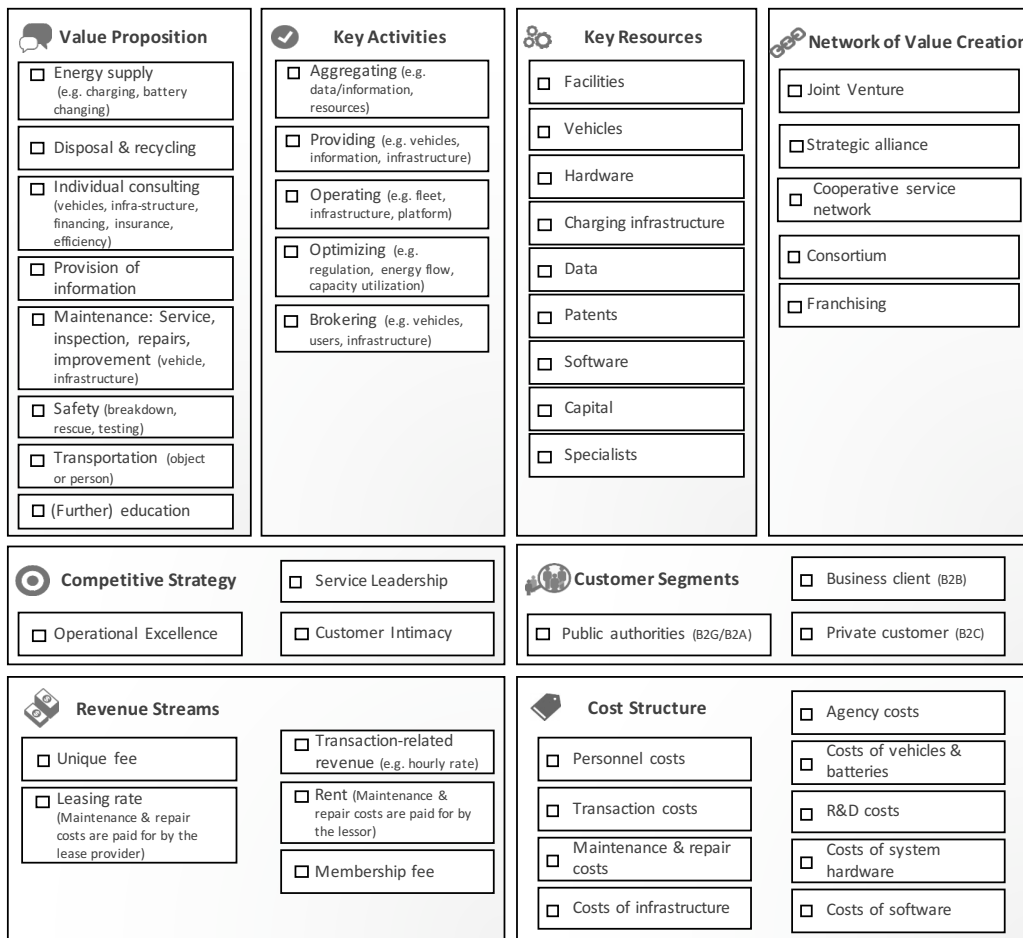 Value Proposition
Energy supply
(e.g. charging, battery
changing)
Disposal & recycling
Individual consulting
(vehicles, infra-structure,
financing, insurance,
efficiency)
Provision of
information
Maintenance: Service,
inspection, repairs,
improvement (vehicle,
infrastructure)
Safety (breakdown,
rescue, testing)
Transportation (object
or person)
(Further) education
Key Activities
Aggregating (e.g.
data/information,
resources)
Providing (e.g. vehicles,
information, infrastructure)
Operating (e.g. fleet,
infrastructure, platform)
Optimizing (e.g.
regulation, energy flow,
capacity utilization)
Brokering (e.g. vehicles,
users, infrastructure)
Key Resources
Facilities
Vehicles
Hardware
Charging infrastructure
Data
Patents
Software
Capital
Specialists
Network of Value Creation
Joint Venture
Strategic alliance
Cooperative service
network
Consortium
Franchising
Competitive Strategy
Operational Excellence
Service Leadership
Customer Intimacy
Customer Segments
Public authorities (B2G/B2A)
Business client (B2B)
Private customer (B2C)
Revenue Streams
Unique fee
Leasing rate
(Maintenance & repair
costs are paid for by the
lease provider)
Transaction-related
revenue (e.g. hourly rate)
Rent (Maintenance &
repair costs are paid for by
the lessor)
Membership fee
Cost Structure
Personnel costs
Transaction costs
Maintenance & repair
costs
Costs of infrastructure
Agency costs
Costs of vehicles &
batteries
R&D costs
Costs of system
hardware
Costs of software